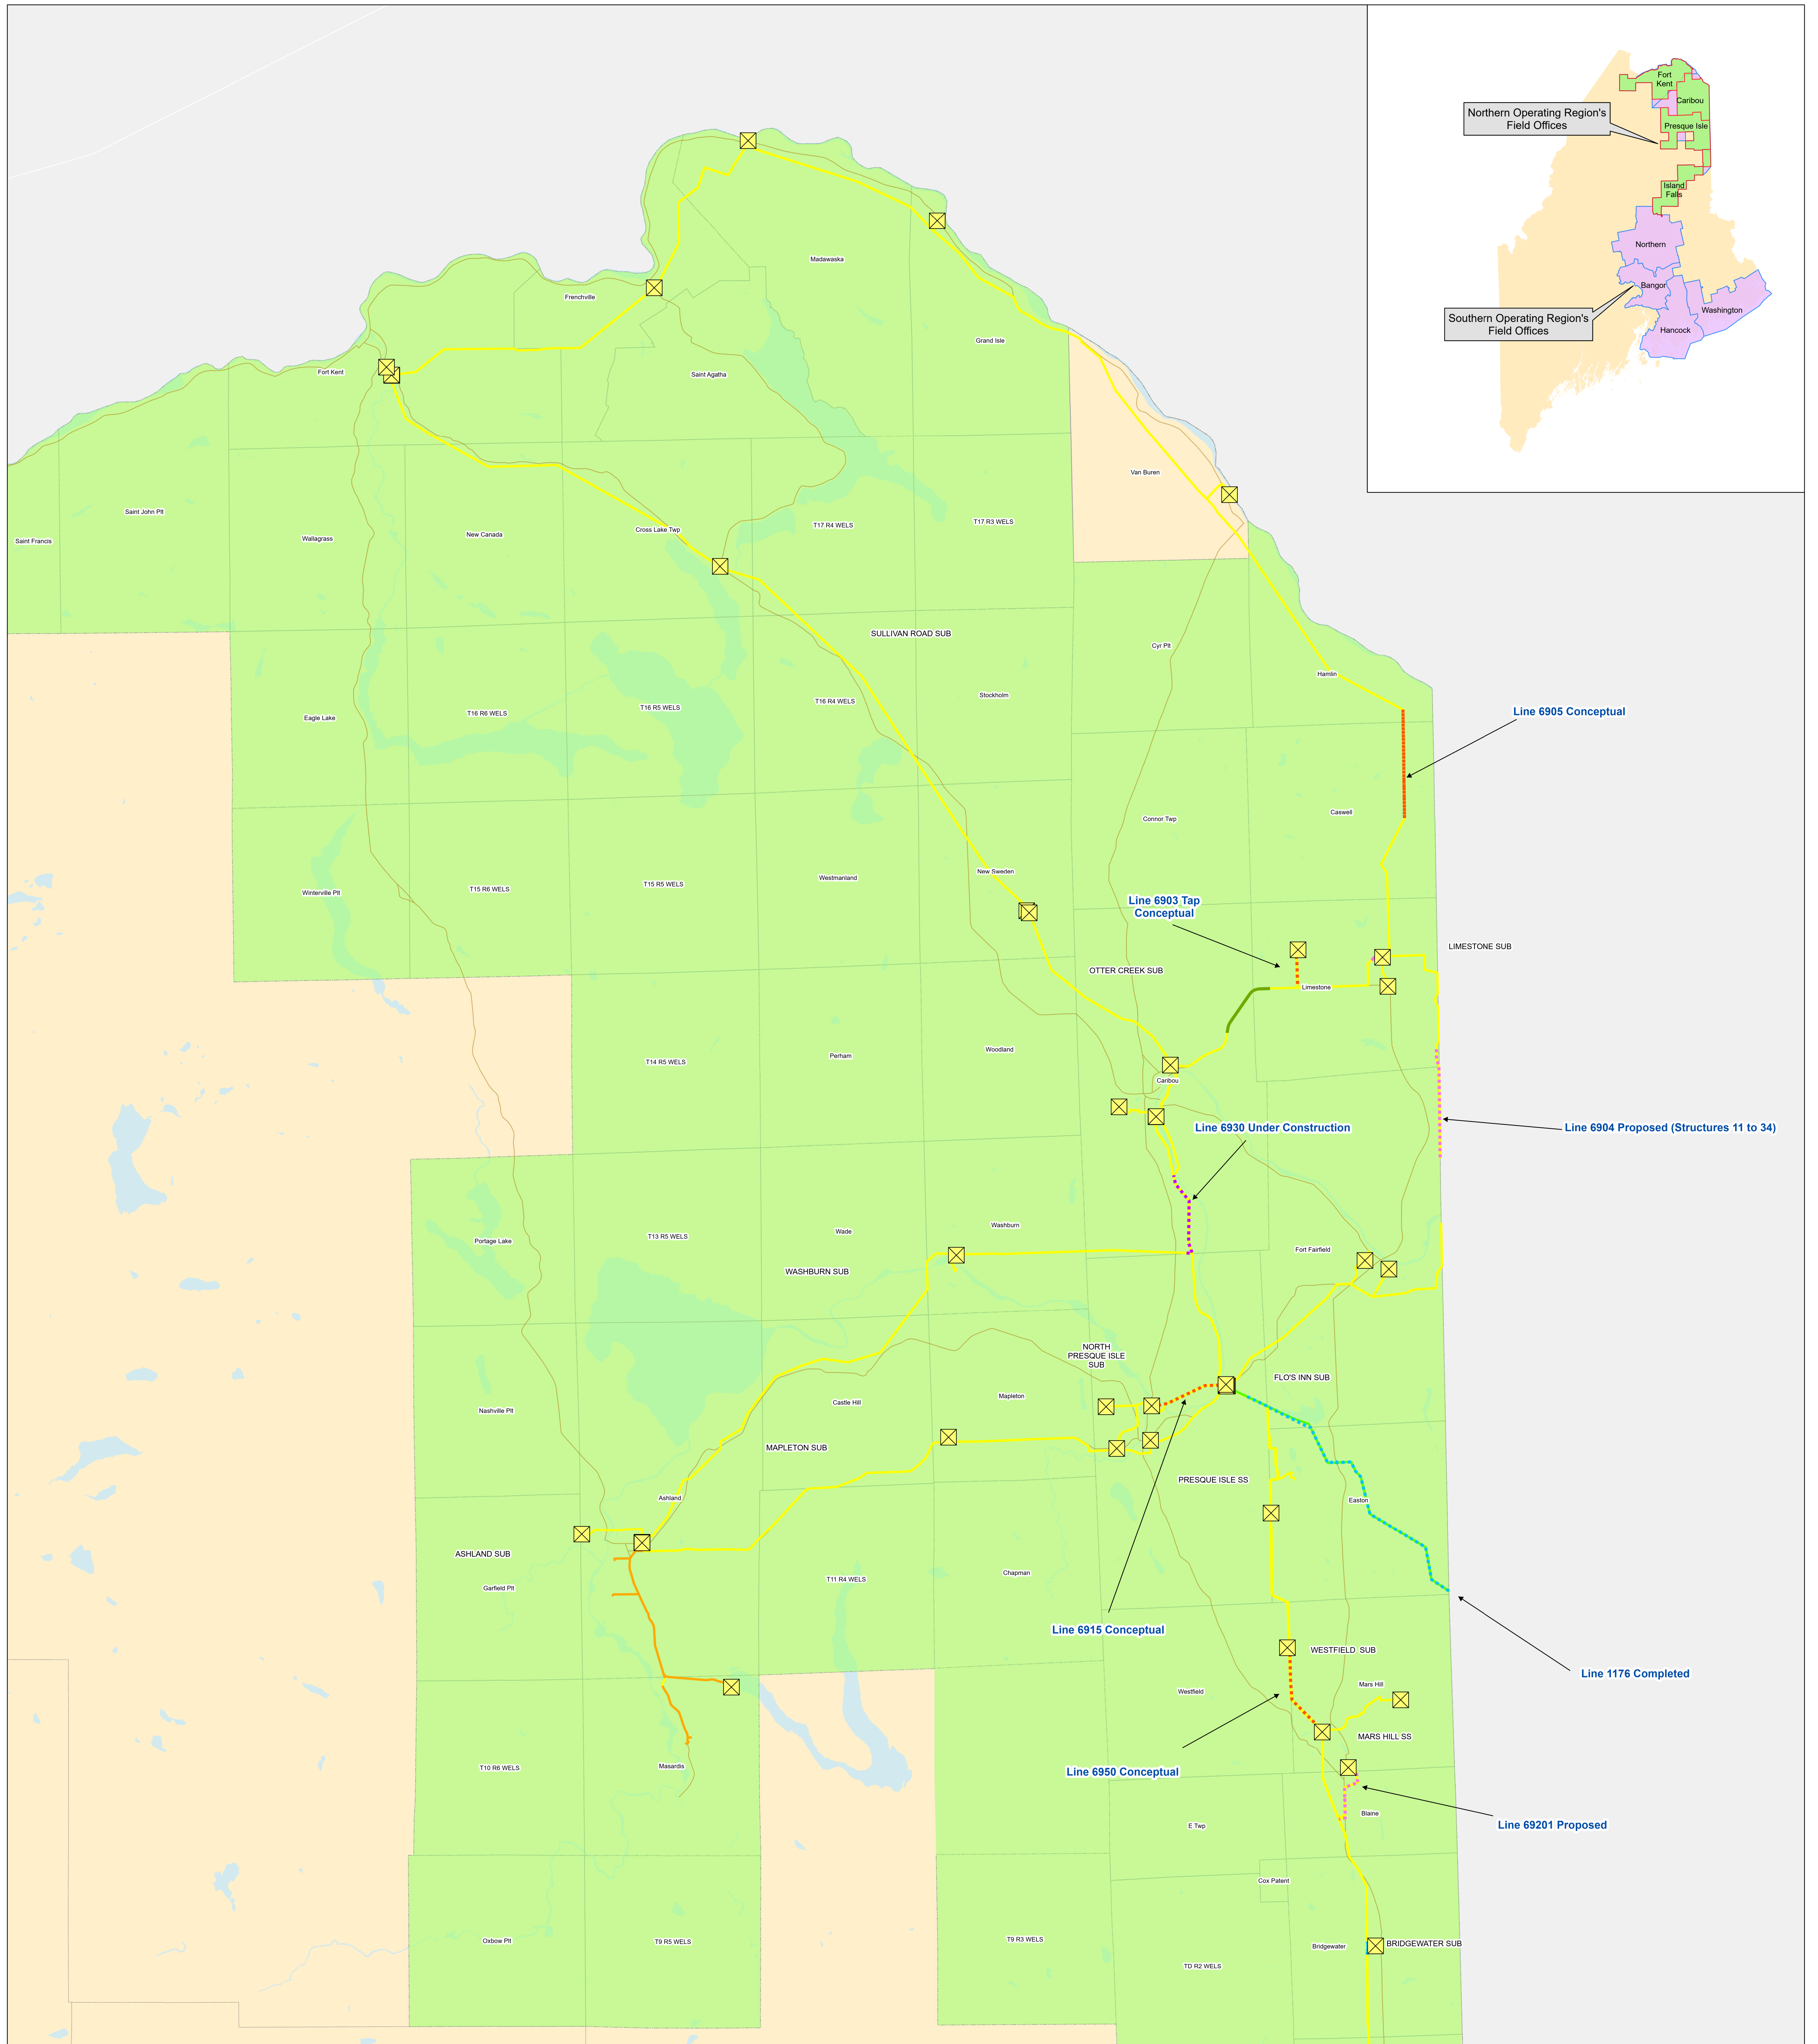 Fort
Kent
Caribou
Northern Operating Region's
Field Offices
Presque Isle
Island
Falls
Northern
Bangor
Washington
Southern Operating Region's
Field Offices
Hancock
Madawaska
Frenchville
Grand Isle
Fort Kent
Saint Agatha
Van Buren
Saint John Plt
T17 R4 WELS
T17 R3 WELS
Cross Lake Twp
New Canada
Wallagrass
Saint Francis
SULLIVAN ROAD SUB
Cyr Plt
Hamlin
Stockholm
T16 R4 WELS
T16 R5 WELS
T16 R6 WELS
Eagle Lake
Line 6905 Conceptual
Caswell
Connor Twp
New Sweden
Westmanland
T15 R5 WELS
T15 R6 WELS
Winterville Plt
Line 6903 Tap
Conceptual
LIMESTONE SUB
OTTER CREEK SUB
Limestone
Woodland
Perham
T14 R5 WELS
Caribou
Line 6930 Under Construction
Line 6904 Proposed (Structures 11 to 34)
Washburn
Wade
T13 R5 WELS
Portage Lake
Fort Fairfield
WASHBURN SUB
NORTH
PRESQUE ISLE
SUB
FLO'S INN SUB
Mapleton
Castle Hill
Nashville Plt
MAPLETON SUB
PRESQUE ISLE SS
Ashland
Easton
ASHLAND SUB
Garfield Plt
T11 R4 WELS
Chapman
Line 6915 Conceptual
WESTFIELD SUB
Line 1176 Completed
Westfield
Mars Hill
MARS HILL SS
Line 6950 Conceptual
T10 R6 WELS
Masardis
Blaine
E Twp
Line 69201 Proposed
Cox Patent
Oxbow Plt
T9 R5 WELS
T9 R3 WELS
Bridgewater
BRIDGEWATER SUB
TD R2 WELS